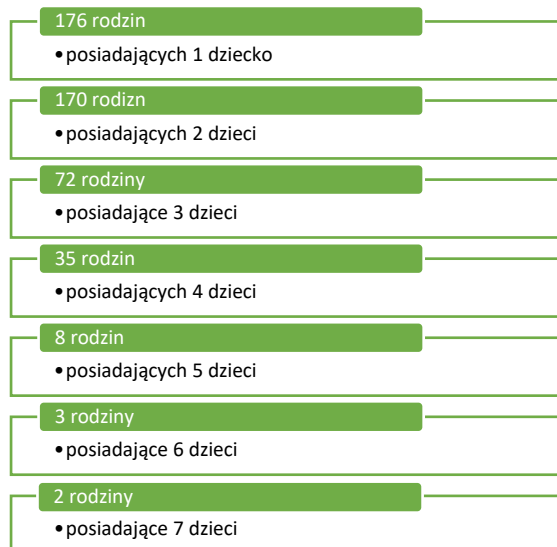 176 rodzin
•posiadających 1 dziecko
170 rodizn
•posiadających 2 dzieci
72 rodziny
•posiadające 3 dzieci
35 rodzin
•posiadających 4 dzieci
8 rodzin
•posiadających 5 dzieci
3 rodziny
•posiadające 6 dzieci
2 rodziny
•posiadające 7 dzieci